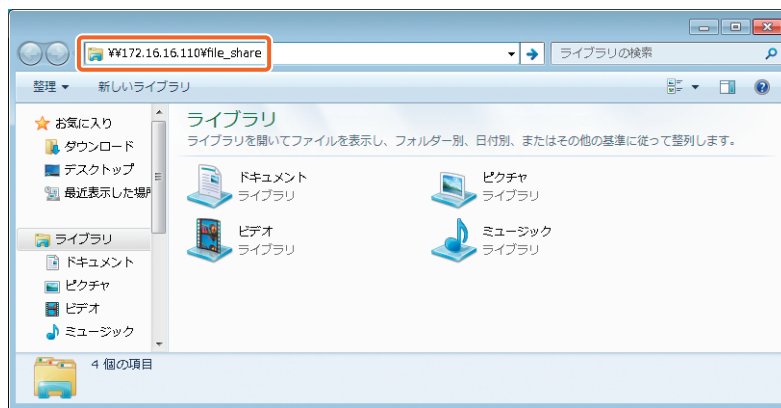 ¥¥172.16.16.110¥file_share
ライブラリの検索
整理
新しいライブラリ
お気に入り
ダウンロード
デスクトップ
最近表示した場所
ライブラリ
ドキュメント
ピクチャ
ビデオ
ミュージック
ライブラリ
ライブラリを開いてファイルを表示し、フォルダー別、日付別、またはその他の基準に従って整列します。
ドキュメント
ライブラリ
ピクチャ
ライブラリ
ビデオ
ライブラリ
ミュージック
ライブラリ
4 個の項目